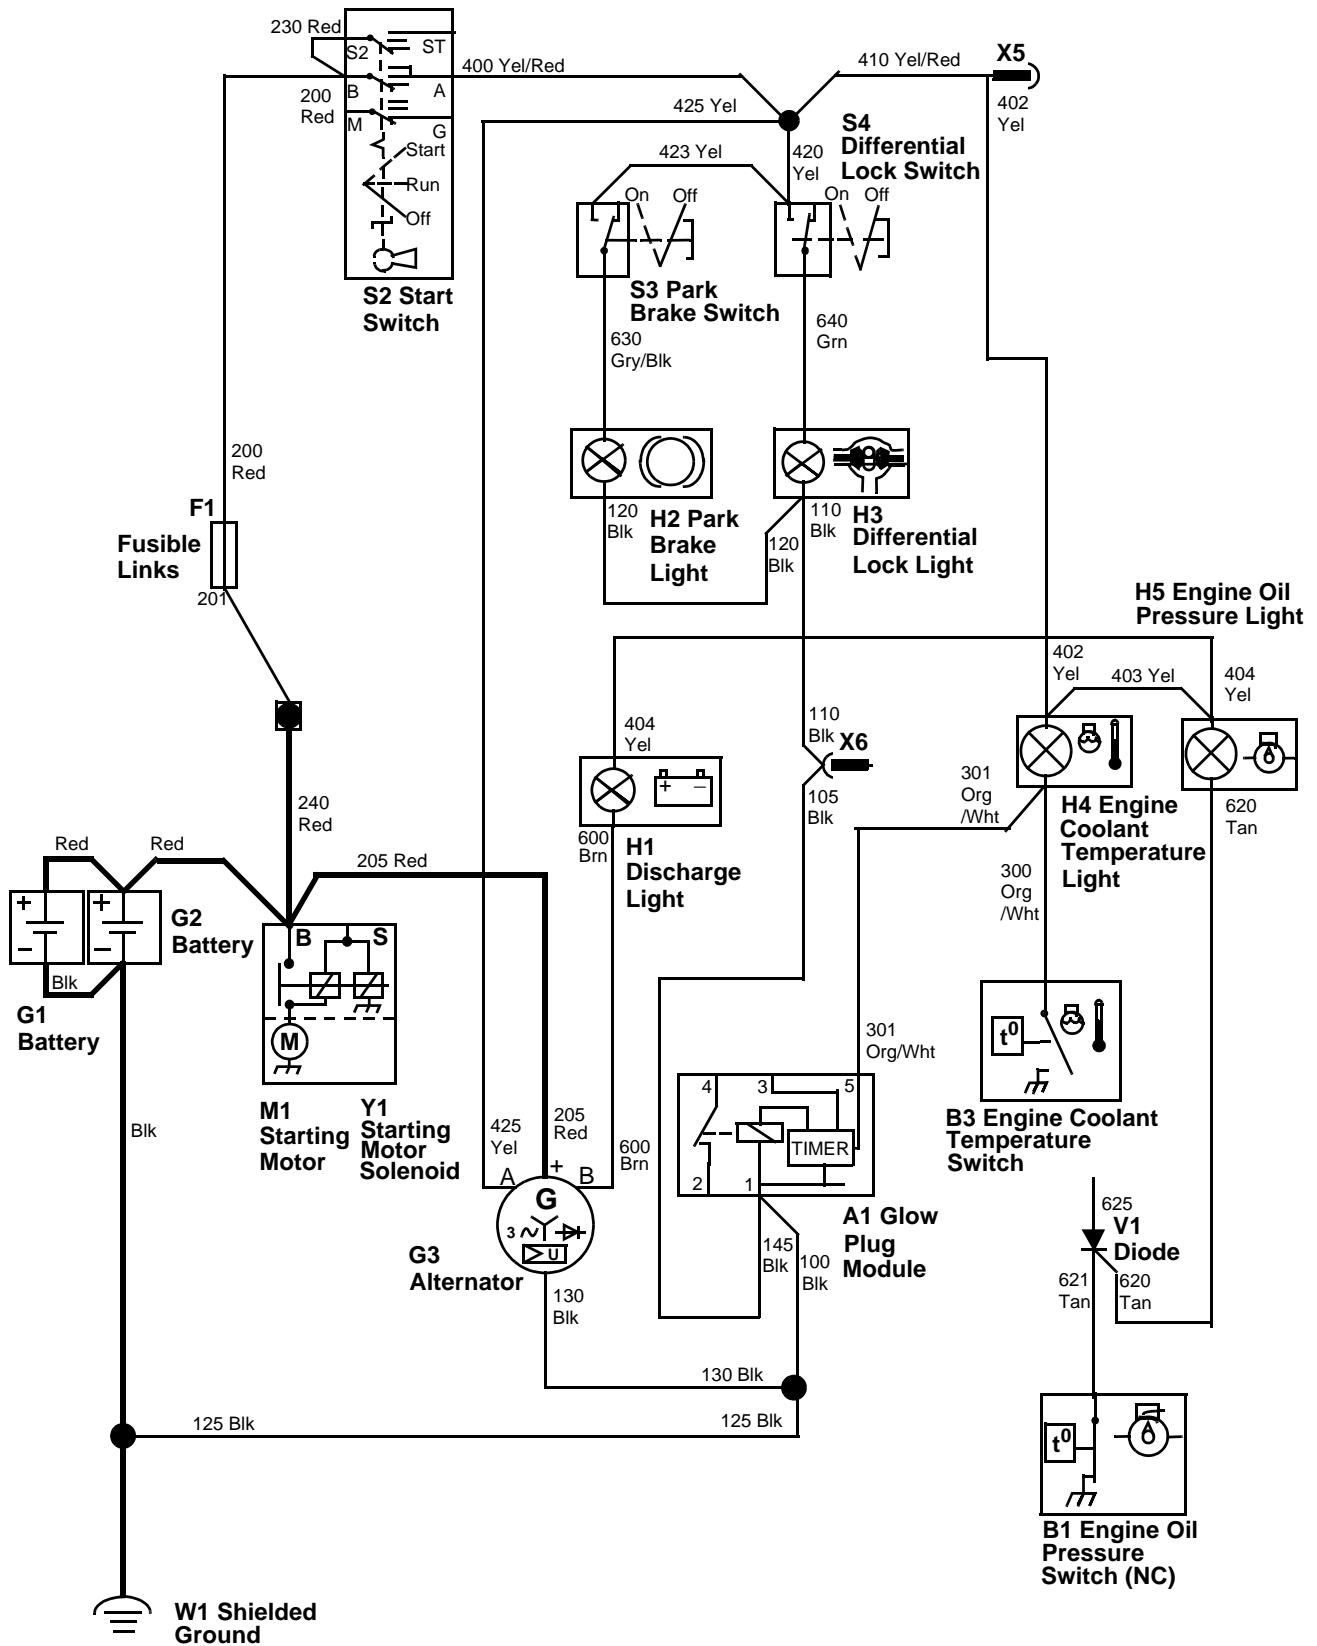 230 Red
S2
ST
400 Yel/Red
410 Yel/Red
X5
B
A
200
Red
M
G
402
Yel
425 Yel
S4
Differential
Lock Switch
Start
Run
Off
423 Yel
420
Yel
On
Off
On
Off
S2 Start
Switch
S3 Park
Brake Switch
630
Gry/Blk
640
Grn
200
Red
F1
Fusible
Links
201
120
Blk
H2 Park
Brake
Light
110
Blk
120
Blk
H3
Differential
Lock Light
H5 Engine Oil
Pressure Light
402
Yel
403 Yel
404
Yel
404
Yel
110
Blk
X6
105
Blk
301
Org
/Wht
H4 Engine
Coolant
Temperature
Light
620
Tan
240
Red
+
–
600
Brn
H1
Discharge
Light
Red
Red
205 Red
300
Org
/Wht
+
–
+
–
G2
Battery
Blk
G1
Battery
B
S
M
M1
Starting
Motor
Y1
Starting
Motor
Solenoid
301
Org/Wht
t0
B3 Engine Coolant
Temperature
Switch
4
3
5
TIMER
2
1
A1 Glow
Plug
Module
Blk
425
Yel
205
Red
600
Brn
A
+
B
G
3 ~
U
G3
Alternator
130
Blk
145
Blk
100
Blk
625
V1
Diode
621
Tan
620
Tan
130 Blk
125 Blk
125 Blk
t0
B1 Engine Oil
Pressure
Switch (NC)
W1 Shielded
Ground